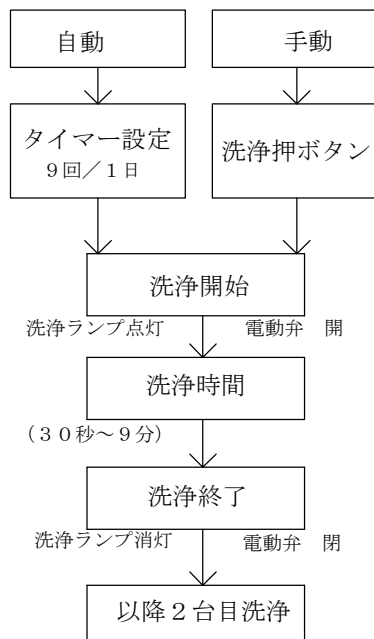 自動
手動
タイマー設定
９回／１日
洗浄押ボタン
洗浄開始
洗浄ランプ点灯
電動弁　開
洗浄時間
（３０秒～９分）
洗浄終了
洗浄ランプ消灯
電動弁　閉
以降２台目洗浄